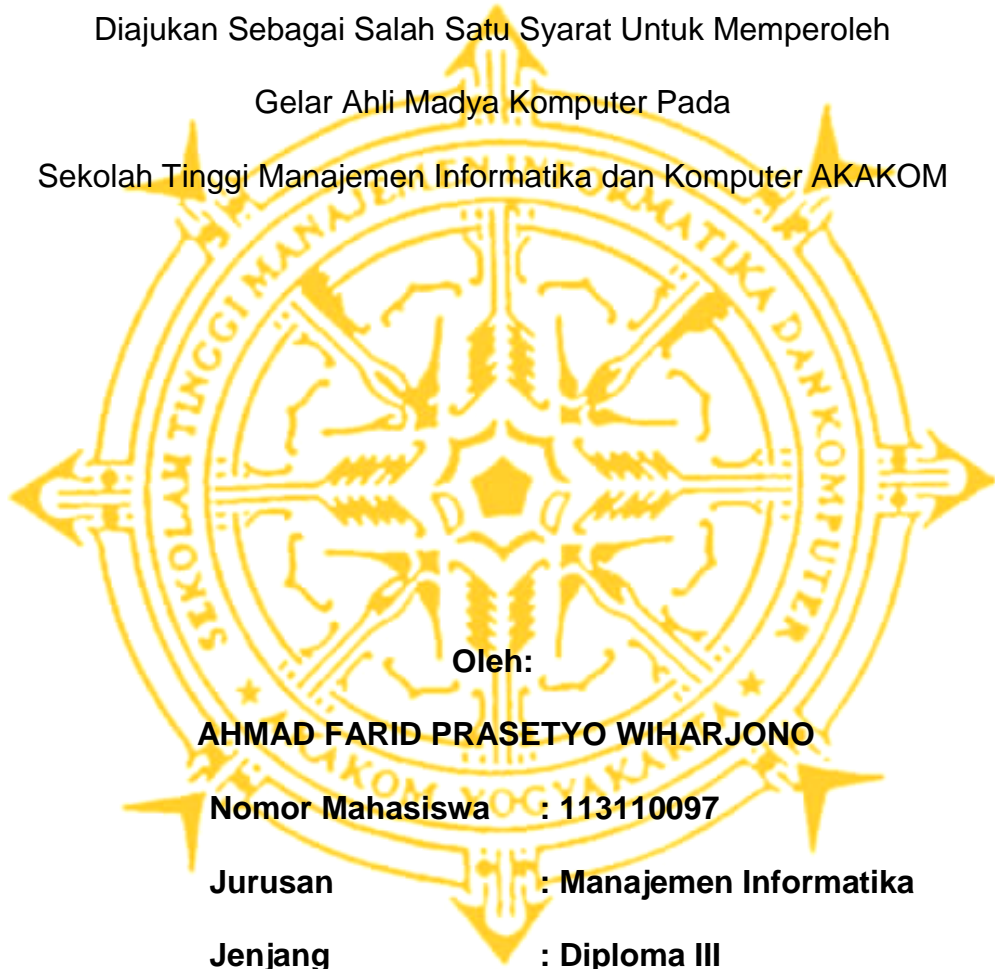 Diajukan Sebagai Salah Satu Syarat Untuk Memperoleh
Gelar Ahli Madya Komputer Pada
Sekolah Tinggi Manajemen Informatika dan Komputer AKAKOM
SEKOLAH TINGGI MANAJEMEN INFORMATIKA DAN KOMPUTER
★ AKAKOM YOGYAKARTA ★
Oleh:
AHMAD FARID PRASETYO WIHARJONO
Nomor Mahasiswa : 113110097
Jurusan : Manajemen Informatika
Jenjang : Diploma III